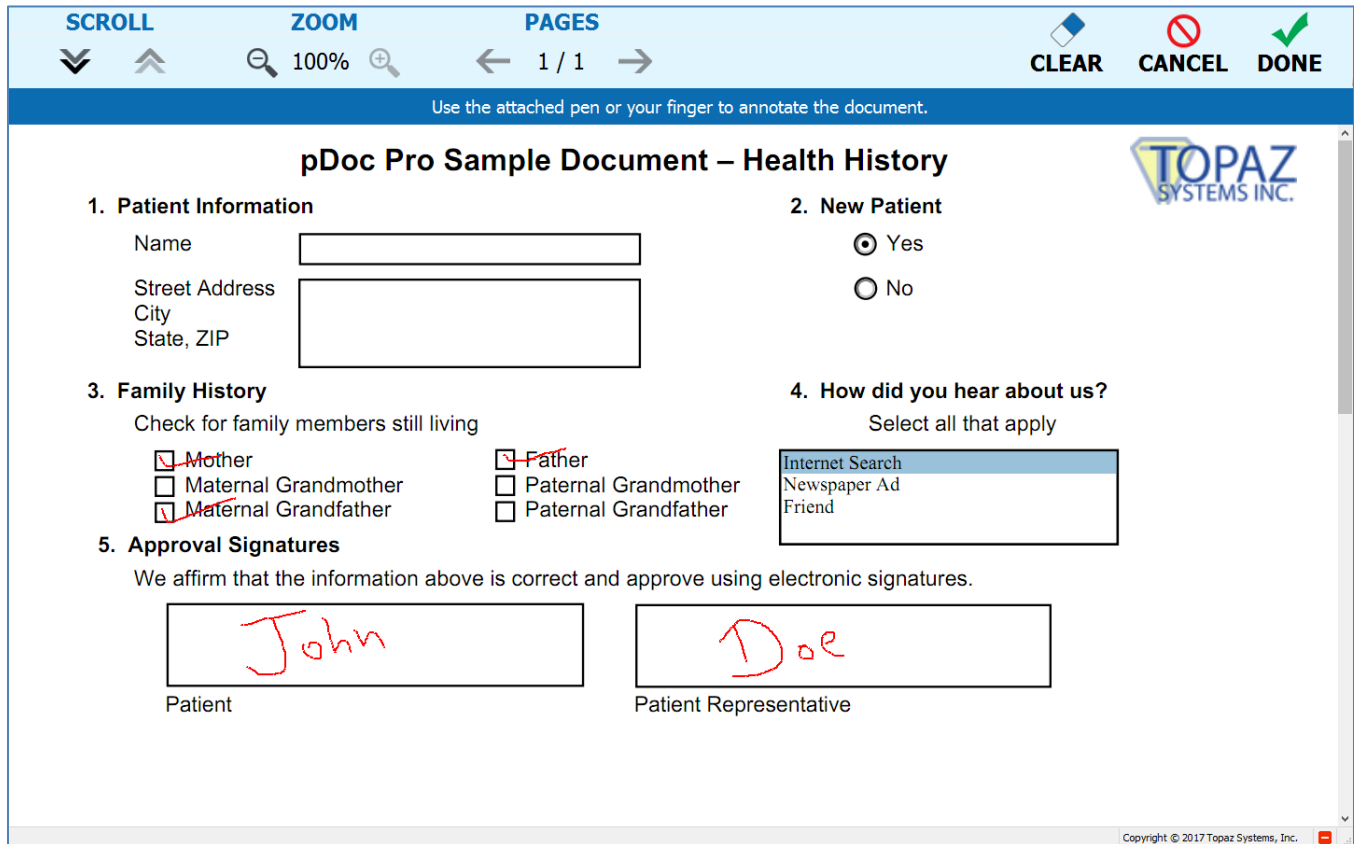 SCROLL ZOOM PAGES
100% 1 / 1 CLEAR CANCEL DONE
Use the attached pen or your finger to annotate the document.
pDoc Pro Sample Document – Health History
TOPAZ
SYSTEMS INC.
1. Patient Information
Name
Street Address
City
State, ZIP
2. New Patient
Yes
No
3. Family History
Check for family members still living
Mother Father
Maternal Grandmother Paternal Grandmother
Maternal Grandfather Paternal Grandfather
4. How did you hear about us?
Select all that apply
Internet Search
Newspaper Ad
Friend
5. Approval Signatures
We affirm that the information above is correct and approve using electronic signatures.
John Doe
Patient Patient Representative
Copyright © 2017 Topaz Systems, Inc.